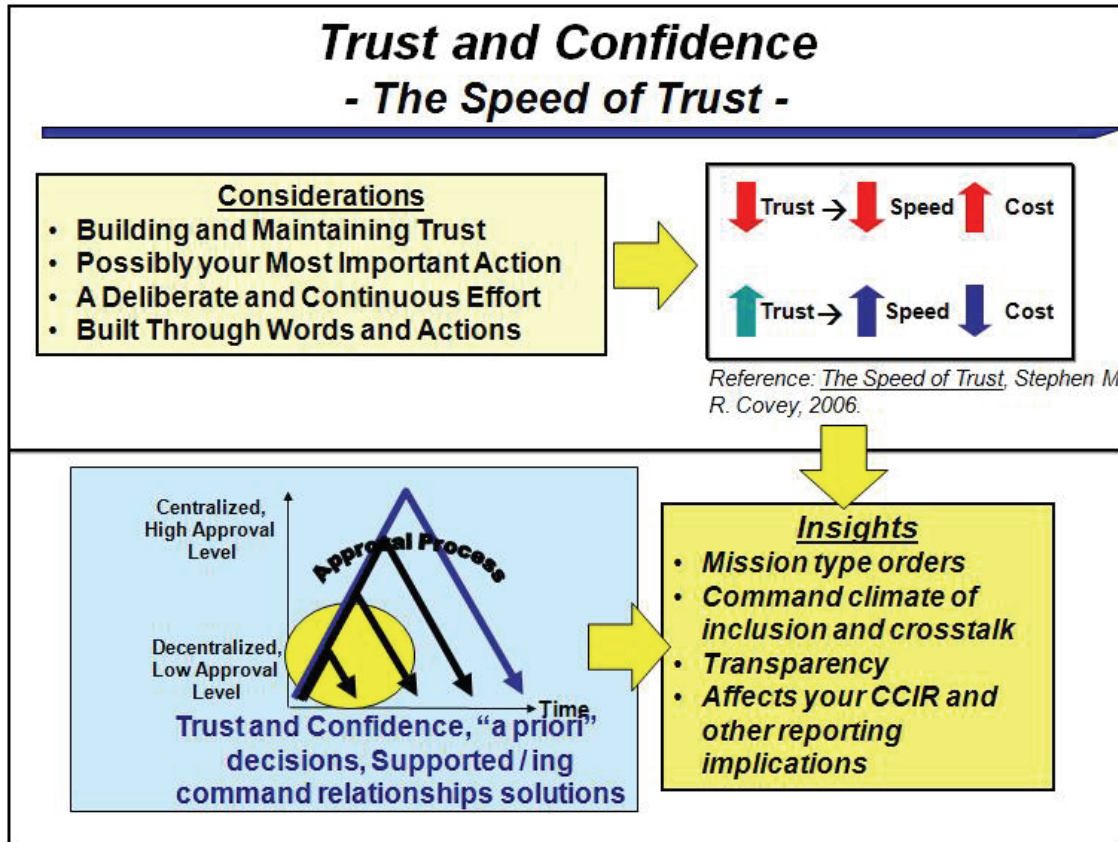 Trust and Confidence
- The Speed of Trust -
Considerations
• Building and Maintaining Trust
• Possibly your Most Important Action
• A Deliberate and Continuous Effort
• Built Through Words and Actions
Trust → Speed Cost
Trust → Speed Cost
Reference: The Speed of Trust, Stephen M
R. Covey, 2006.
Centralized,
High Approval
Level
Approval Process
Decentralized,
Low Approval
Level
Time
Trust and Confidence, “a priori”
decisions, Supported / ing
command relationships solutions
Insights
• Mission type orders
• Command climate of
inclusion and crosstalk
• Transparency
• Affects your CCIR and
other reporting
implications